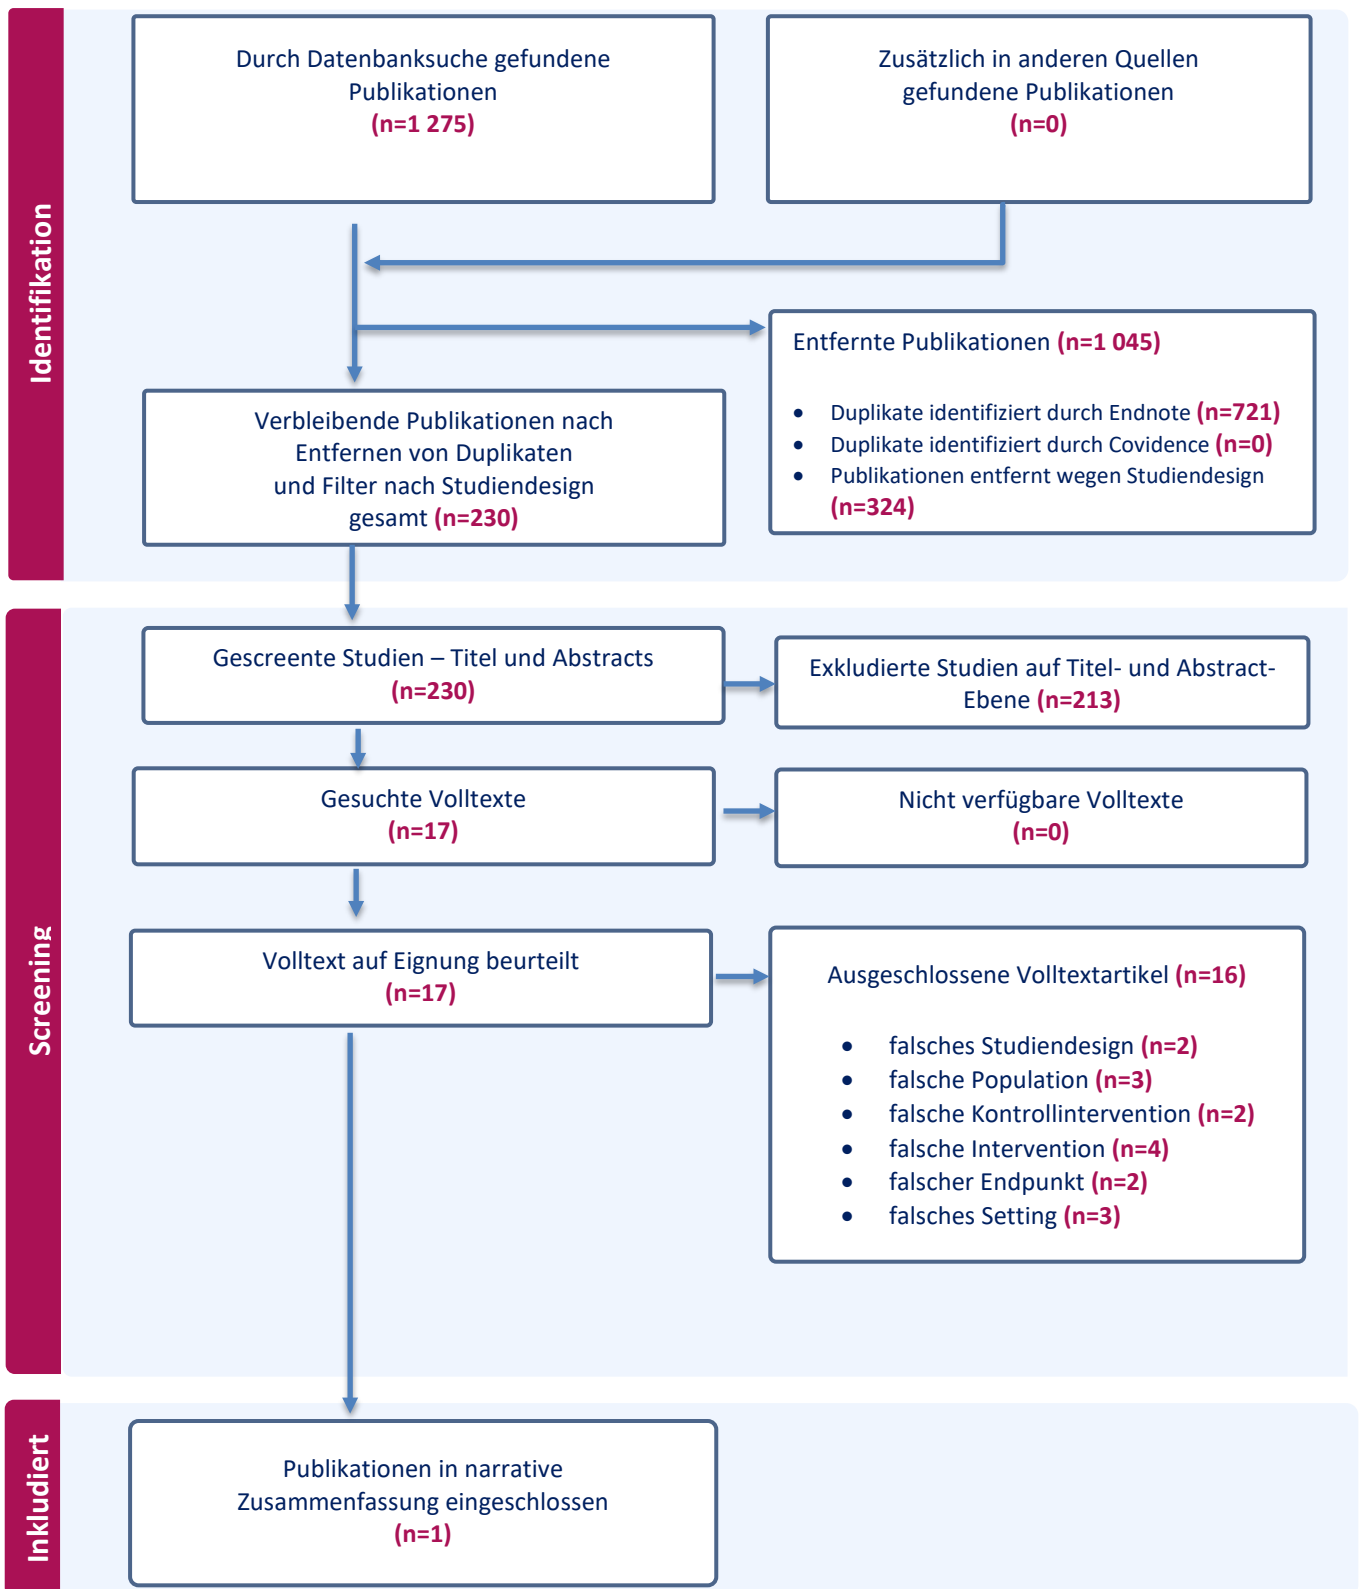 Identifikation
Durch Datenbanksuche gefundene
Publikationen
(n=1 275)
Zusätzlich in anderen Quellen
gefundene Publikationen
(n=0)
Entfernte Publikationen (n=1 045)
• Duplikate identifiziert durch Endnote (n=721)
• Duplikate identifiziert durch Covidence (n=0)
• Publikationen entfernt wegen Studiendesign
(n=324)
Verbleibende Publikationen nach
Entfernen von Duplikaten
und Filter nach Studiendesign
gesamt (n=230)
Screening
Gescreente Studien – Titel und Abstracts
(n=230)
Exkludierte Studien auf Titel- und Abstract-
Ebene (n=213)
Gesuchte Volltexte
(n=17)
Nicht verfügbare Volltexte
(n=0)
Volltext auf Eignung beurteilt
(n=17)
Ausgeschlossene Volltextartikel (n=16)
• falsches Studiendesign (n=2)
• falsche Population (n=3)
• falsche Kontrollintervention (n=2)
• falsche Intervention (n=4)
• falscher Endpunkt (n=2)
• falsches Setting (n=3)
Inkludiert
Publikationen in narrative
Zusammenfassung eingeschlossen
(n=1)